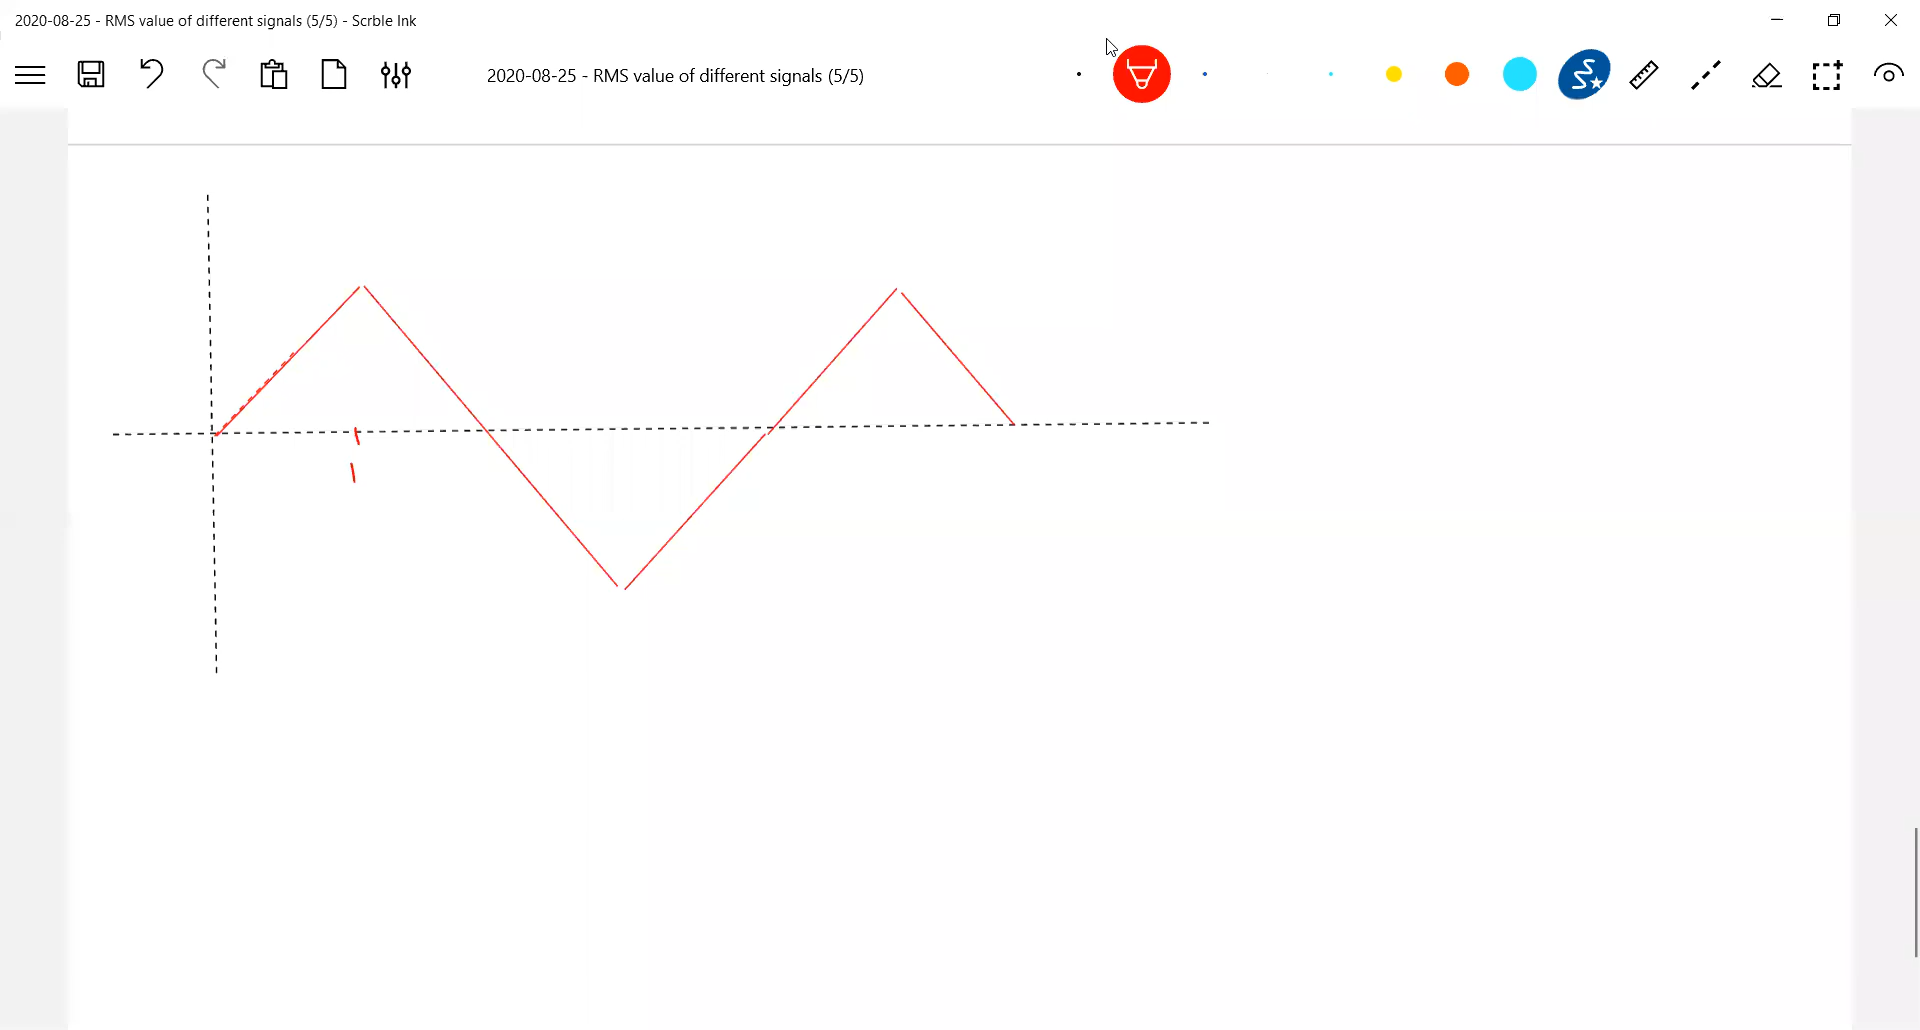 2020-08-25 - RMS value of different signals (5/5) - Scrble Ink
2020-08-25 - RMS value of different signals (5/5)
1